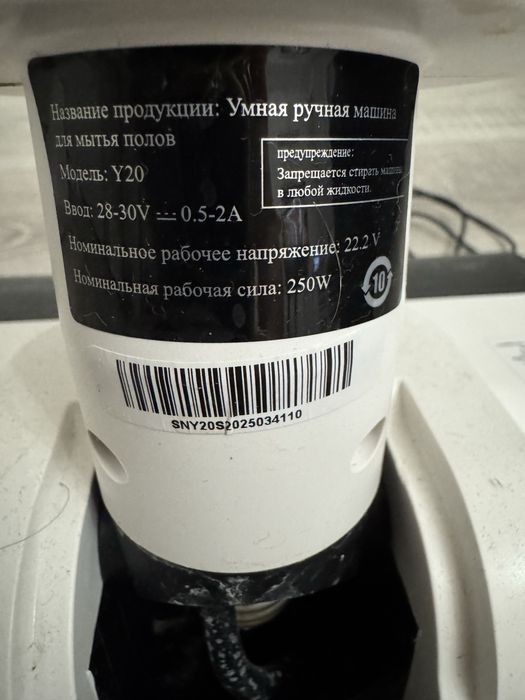 Название продукции: Умная ручная машина
для мытья полов
Модель: Y20
предупреждение:
Запрещается стирать машину
в любой жидкости.
Ввод: 28-30V ⎓ 0.5-2A
Номинальное рабочее напряжение: 22.2 V
Номинальная рабочая сила: 250W
10
SNY20S2025034110